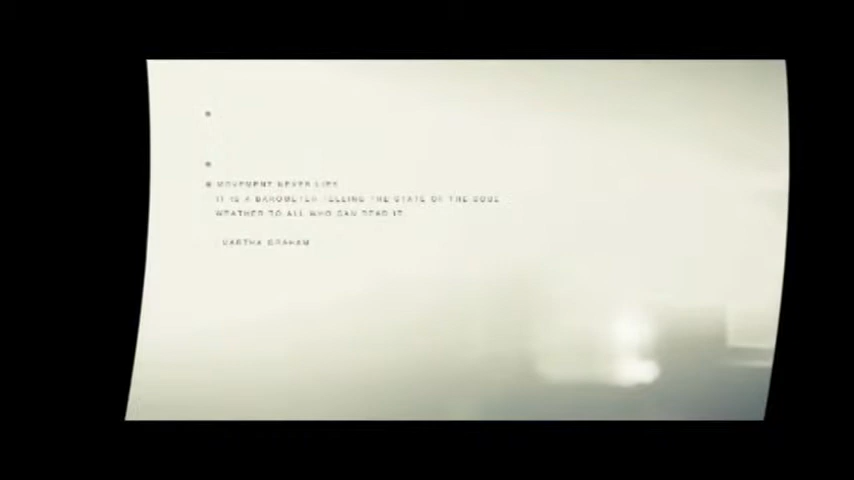 MOVEMENT NEVER LIES
IT IS A BAROMETER TELLING THE STATE OF THE SOUL
WEATHER TO ALL WHO CAN READ IT
MARTHA GRAHAM